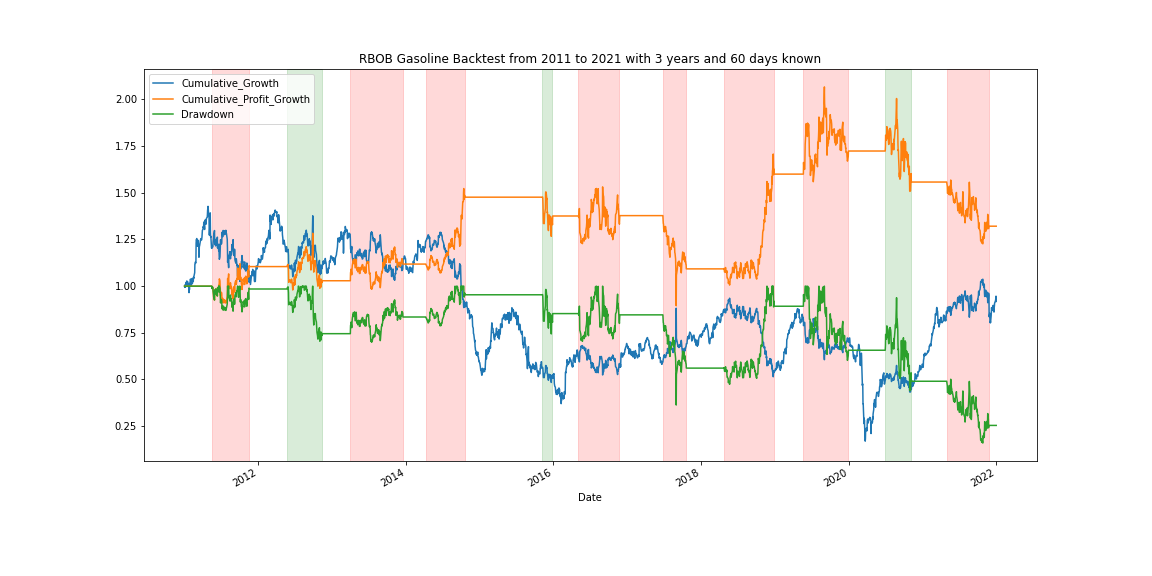 RBOB Gasoline Backtest from 2011 to 2021 with 3 years and 60 days known
Cumulative_Growth
Cumulative_Profit_Growth
Drawdown
2.00
1.75
1.50
1.25
1.00
0.75
0.50
0.25
2012
2014
2016
2018
2020
2022
Date